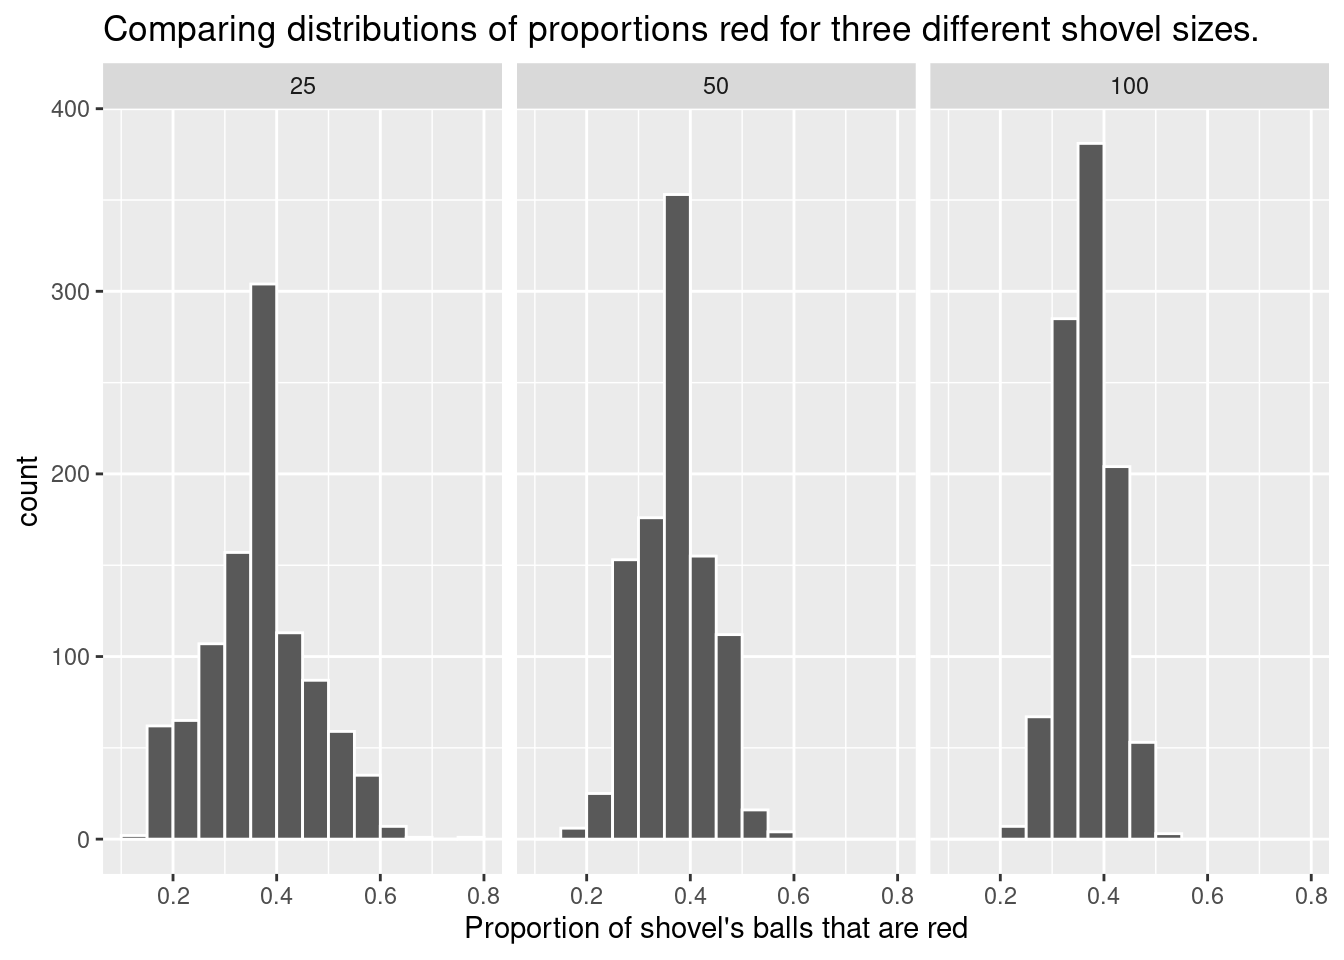 Comparing distributions of proportions red for three different shovel sizes.
25 50 100
400
300
200
100
0
count
0.2 0.4 0.6 0.8 0.2 0.4 0.6 0.8 0.2 0.4 0.6 0.8
Proportion of shovel's balls that are red